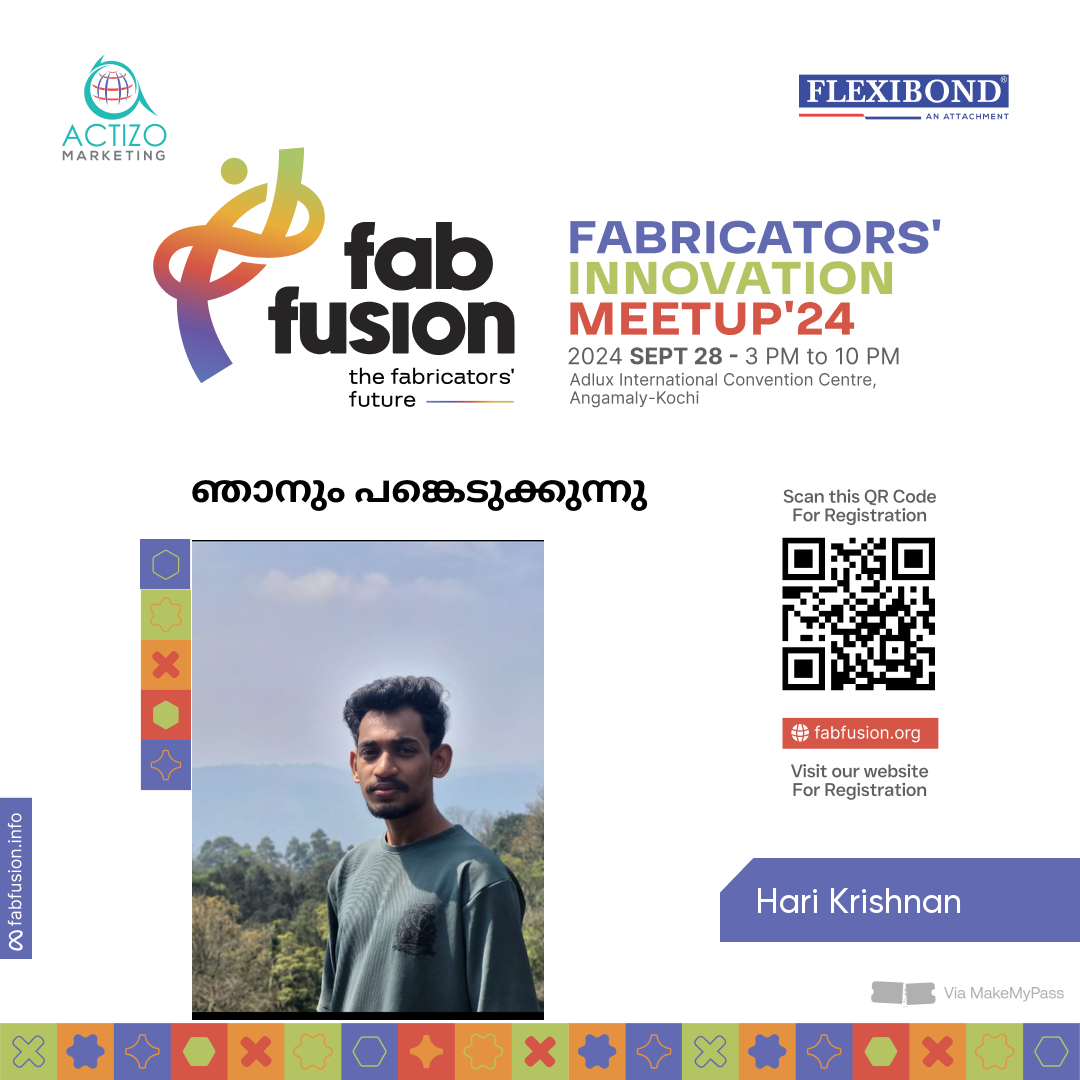 ACTIZO
MARKETING
FLEXIBOND®
AN ATTACHMENT
fab
fusion
the fabricators'
future
FABRICATORS'
INNOVATION
MEETUP'24
2024 SEPT 28 - 3 PM to 10 PM
Adlux International Convention Centre,
Angamaly-Kochi
ഞാനും പങ്കെടുക്കുന്നു
Scan this QR Code
For Registration
fabfusion.org
Visit our website
For Registration
fabfusion.info
Hari Krishnan
Via MakeMyPass